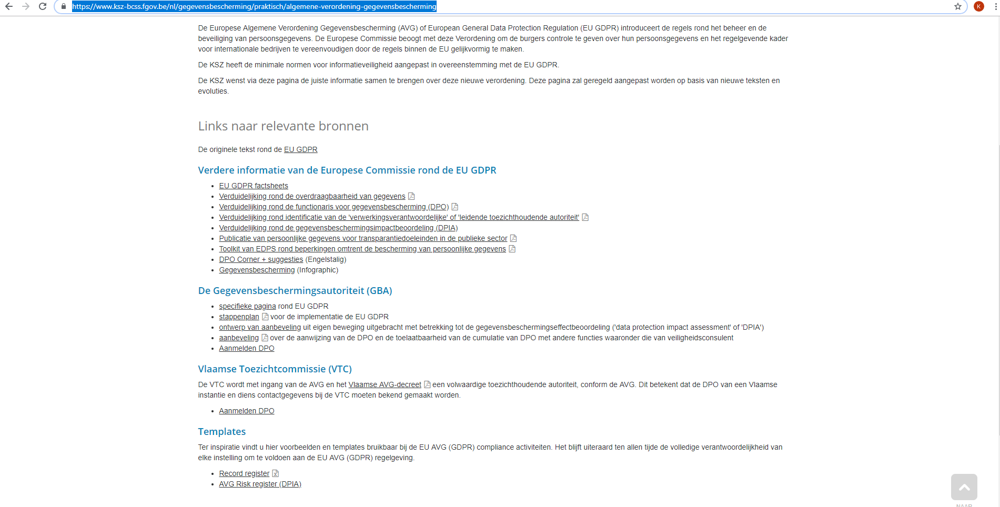 https://www.ksz-bcss.fgov.be/nl/gegevensbescherming/praktisch/algemene-verordening-gegevensbescherming
K
De Europese Algemene Verordening Gegevensbescherming (AVG) of European General Data Protection Regulation (EU GDPR) introduceert de regels rond het beheer en de
beveiliging van persoonsgegevens. De Europese Commissie beoogt met deze Verordening om de burgers controle te geven over hun persoonsgegevens en het regelgevende kader
voor internationale bedrijven te vereenvoudigen door de regels binnen de EU gelijkvormig te maken.
De KSZ heeft de minimale normen voor informatieveiligheid aangepast in overeenstemming met de EU GDPR.
De KSZ wenst via deze pagina de juiste informatie samen te brengen over deze nieuwe verordening. Deze pagina zal geregeld aangepast worden op basis van nieuwe teksten en
evoluties.
Links naar relevante bronnen
De originele tekst rond de EU GDPR
Verdere informatie van de Europese Commissie rond de EU GDPR
• EU GDPR factsheets
• Verduidelijking rond de overdraagbaarheid van gegevens
• Verduidelijking rond de functionaris voor gegevensbescherming (DPO)
• Verduidelijking rond identificatie van de 'verwerkingsverantwoordelijke' of 'leidende toezichthoudende autoriteit'
• Verduidelijking rond de gegevensbeschermingsimpactbeoordeling (DPIA)
• Publicatie van persoonlijke gegevens voor transparantiedoeleinden in de publieke sector
• Toolkit van EDPS rond beperkingen omtrent de bescherming van persoonlijke gegevens
• DPO Corner + suggesties (Engelstalig)
• Gegevensbescherming (Infographic)
De Gegevensbeschermingsautoriteit (GBA)
• specifieke pagina rond EU GDPR
• stappenplan voor de implementatie de EU GDPR
• ontwerp van aanbeveling uit eigen beweging uitgebracht met betrekking tot de gegevensbeschermingseffectbeoordeling ('data protection impact assessment' of 'DPIA')
• aanbeveling over de aanwijzing van de DPO en de toelaatbaarheid van de cumulatie van DPO met andere functies waaronder die van veiligheidsconsulent
• Aanmelden DPO
Vlaamse Toezichtcommissie (VTC)
De VTC wordt met ingang van de AVG en het Vlaamse AVG-decreet een volwaardige toezichthoudende autoriteit, conform de AVG. Dit betekent dat de DPO van een Vlaamse
instantie en diens contactgegevens bij de VTC moeten bekend gemaakt worden.
• Aanmelden DPO
Templates
Ter inspiratie vindt u hier voorbeelden en templates bruikbaar bij de EU AVG (GDPR) compliance activiteiten. Het blijft uiteraard ten allen tijde de volledige verantwoordelijkheid van
elke instelling om te voldoen aan de EU AVG (GDPR) regelgeving.
• Record register
• AVG Risk register (DPIA)
NAAR